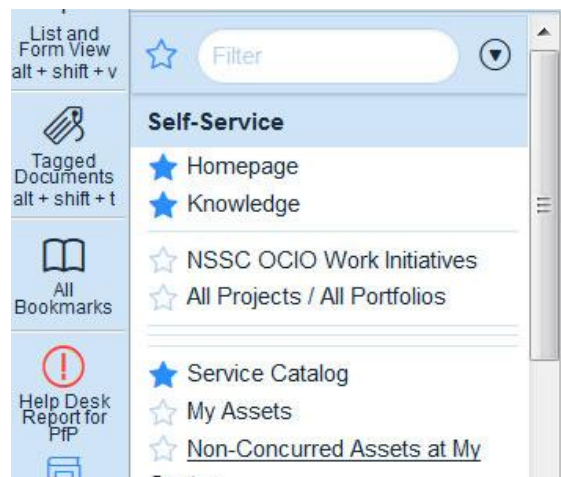 List and
Form View
alt + shift + v
Tagged
Documents
alt + shift + t
All
Bookmarks
Help Desk
Report for
PfP
Filter
Self-Service
Homepage
Knowledge
NSSC OCIO Work Initiatives
All Projects / All Portfolios
Service Catalog
My Assets
Non-Concurred Assets at My